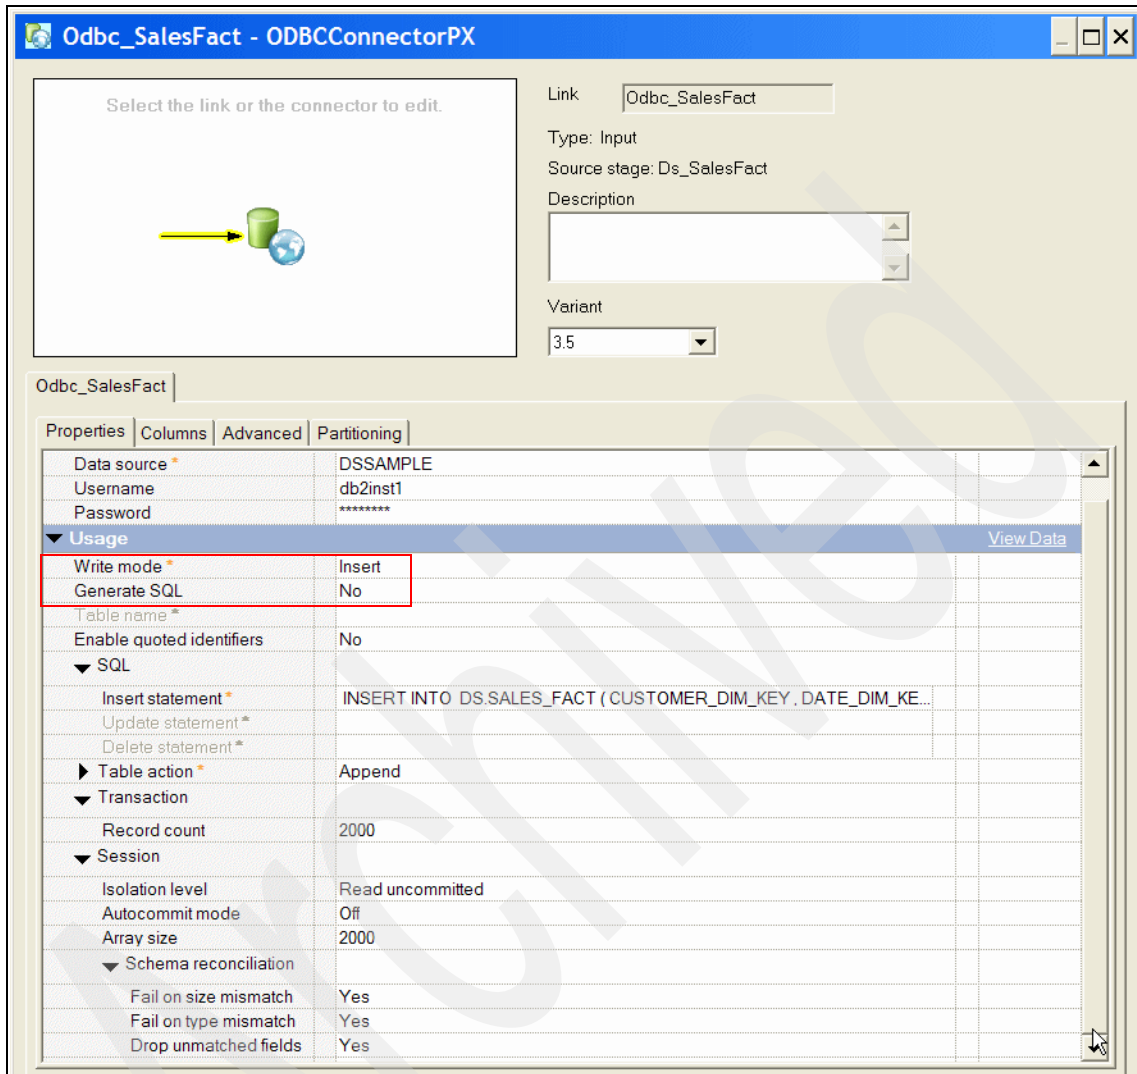 Odbc_SalesFact - ODBCConnectorPX
Select the link or the connector to edit.
Link Odbc_SalesFact
Type: Input
Source stage: Ds_SalesFact
Description
Variant
3.5
Odbc_SalesFact
Properties Columns Advanced Partitioning
Data source * DSSAMPLE
Username db2inst1
Password ********
Usage View Data
Write mode * Insert
Generate SQL No
Table name *
Enable quoted identifiers No
SQL
Insert statement * INSERT INTO DS.SALES_FACT ( CUSTOMER_DIM_KEY , DATE_DIM_KE...
Update statement *
Delete statement *
Table action * Append
Transaction
Record count 2000
Session
Isolation level Read uncommitted
Autocommit mode Off
Array size 2000
Schema reconciliation
Fail on size mismatch Yes
Fail on type mismatch Yes
Drop unmatched fields Yes
Archived